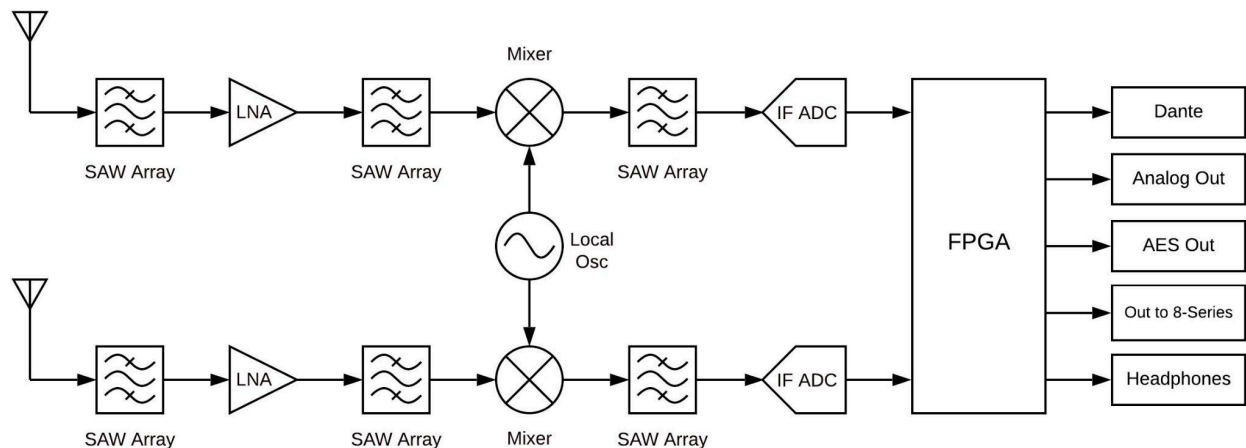 Mixer
LNA
IF ADC
SAW Array
SAW Array
SAW Array
Dante
Analog Out
Local
Osc
FPGA
AES Out
Out to 8-Series
LNA
IF ADC
Headphones
SAW Array
SAW Array
Mixer
SAW Array